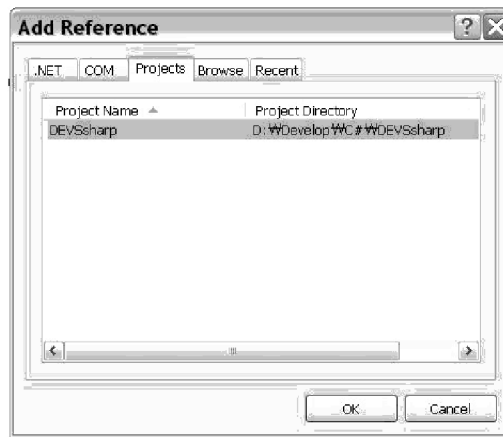 Add Reference
.NET COM Projects Browse Recent
Project Name Project Directory
DEVSsharp D:₩Develop₩C#₩DEVSsharp
OK Cancel